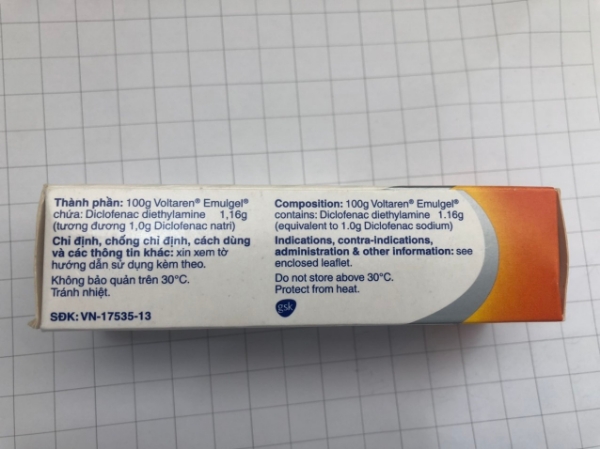 Thành phần: 100g Voltaren® Emulgel®
chứa: Diclofenac diethylamine 1,16g
(tương đương 1,0g Diclofenac natri)
Chỉ định, chống chỉ định, cách dùng
và các thông tin khác: xin xem tờ
hướng dẫn sử dụng kèm theo.
Không bảo quản trên 30°C.
Tránh nhiệt.
SĐK: VN-17535-13
Composition: 100g Voltaren® Emulgel®
contains: Diclofenac diethylamine 1.16g
(equivalent to 1.0g Diclofenac sodium)
Indications, contra-indications,
administration & other information: see
enclosed leaflet.
Do not store above 30°C.
Protect from heat.
gsk